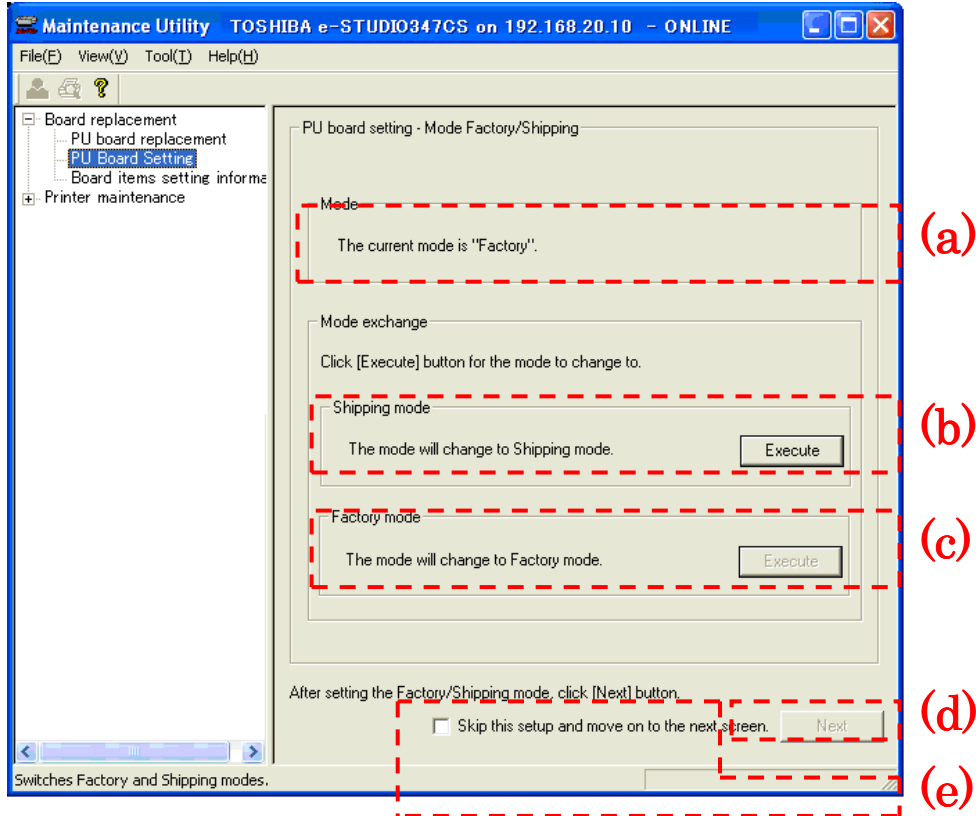 Maintenance Utility TOSHIBA e-STUDIO347CS on 192.168.20.10 - ONLINE
File(F) View(V) Tool(T) Help(H)
Board replacement
PU board replacement
PU Board Setting
Board items setting informa
Printer maintenance
PU board setting - Mode Factory/Shipping
Mode
The current mode is "Factory".
(a)
Mode exchange
Click [Execute] button for the mode to change to.
Shipping mode
The mode will change to Shipping mode. Execute
(b)
Factory mode
The mode will change to Factory mode. Execute
(c)
After setting the Factory/Shipping mode, click [Next] button.
Skip this setup and move on to the next screen. Next
(d)
Switches Factory and Shipping modes.
(e)